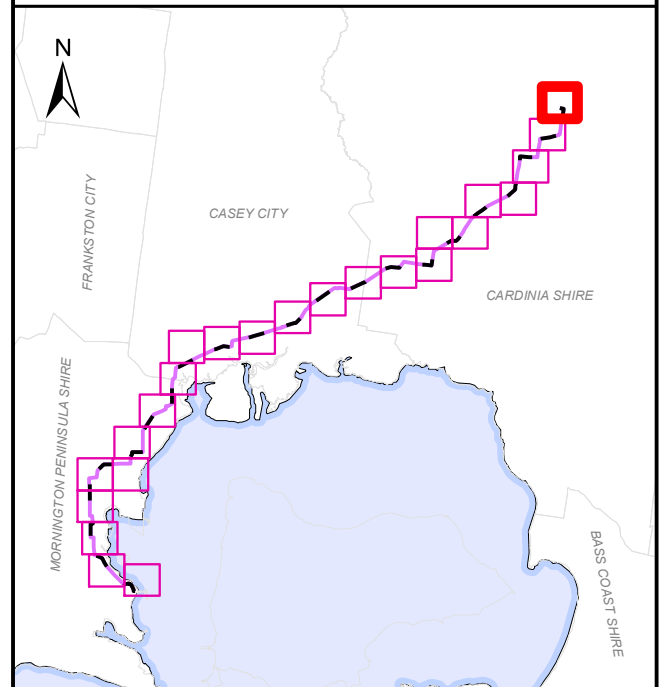 N
FRANKSTON CITY
CASEY CITY
CARDINIA SHIRE
MORNINGTON PENINSULA SHIRE
BASS COAST SHIRE